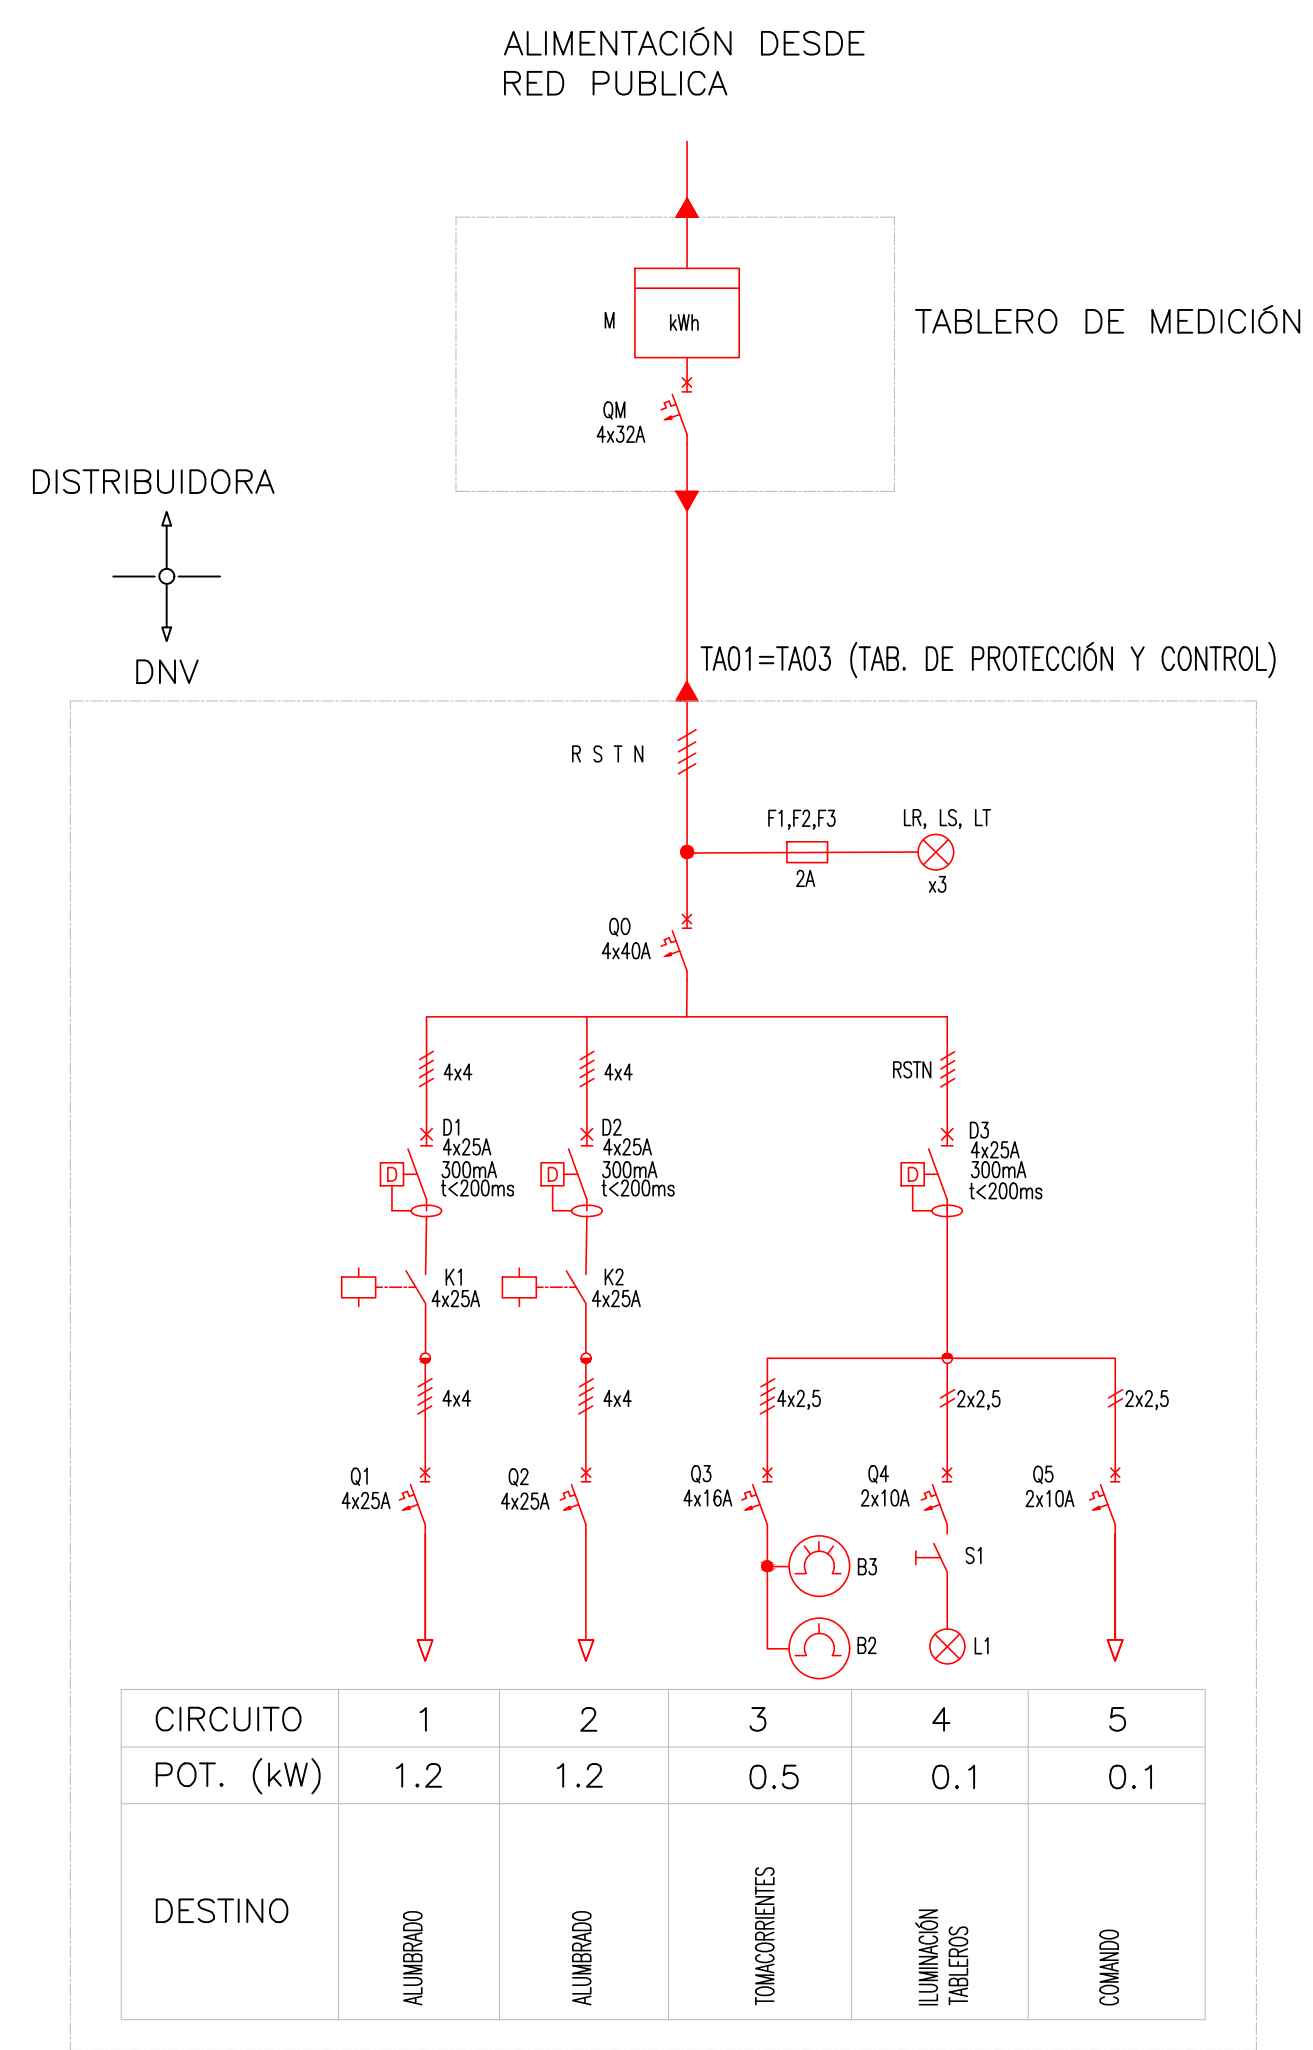 ALIMENTACIÓN DESDE
RED PUBLICA
M
kWh
TABLERO DE MEDICIÓN
QM
4x32A
DISTRIBUIDORA
DNV
TA01=TA03 (TAB. DE PROTECCIÓN Y CONTROL)
R S T N
F1,F2,F3
LR, LS, LT
2A
x3
Q0
4x40A
4x4
4x4
RSTN
D1
4x25A
300mA
t<200ms
D
D2
4x25A
300mA
t<200ms
D
D3
4x25A
300mA
t<200ms
D
K1
4x25A
K2
4x25A
4x4
4x4
4x2,5
2x2,5
2x2,5
Q1
4x25A
Q2
4x25A
Q3
4x16A
Q4
2x10A
Q5
2x10A
B3
S1
B2
L1
CIRCUITO 1 2 3 4 5
POT. (kW) 1.2 1.2 0.5 0.1 0.1
DESTINO
ALUMBRADO
ALUMBRADO
TOMACORRIENTES
ILUMINACIÓN
TABLEROS
COMANDO